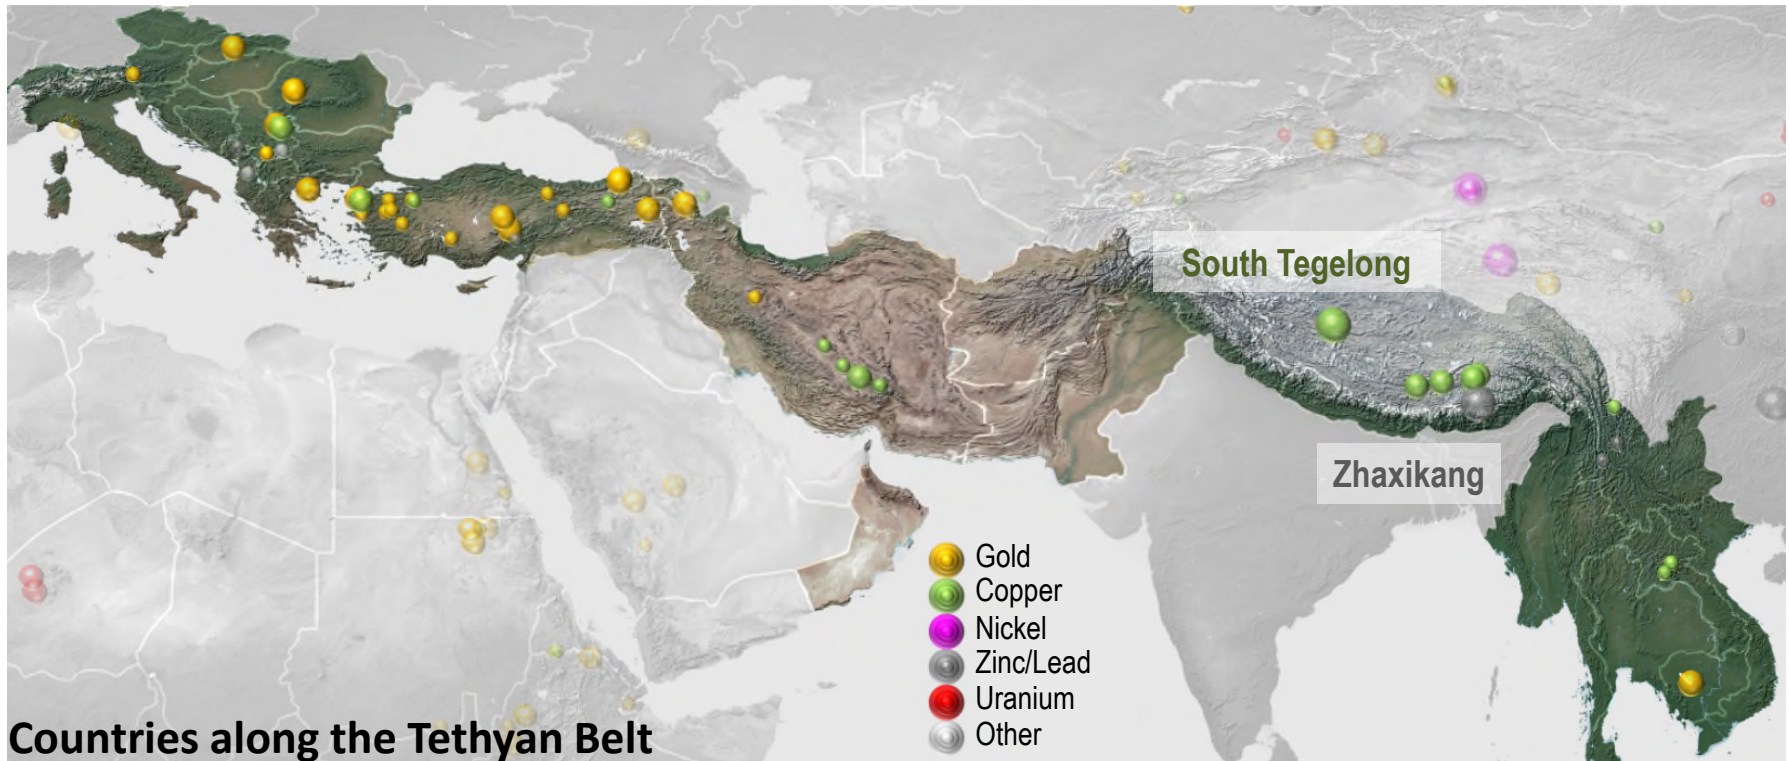 South Tegelong
Zhaxikang
Gold
Copper
Nickel
Zinc/Lead
Uranium
Other
Countries along the Tethyan Belt